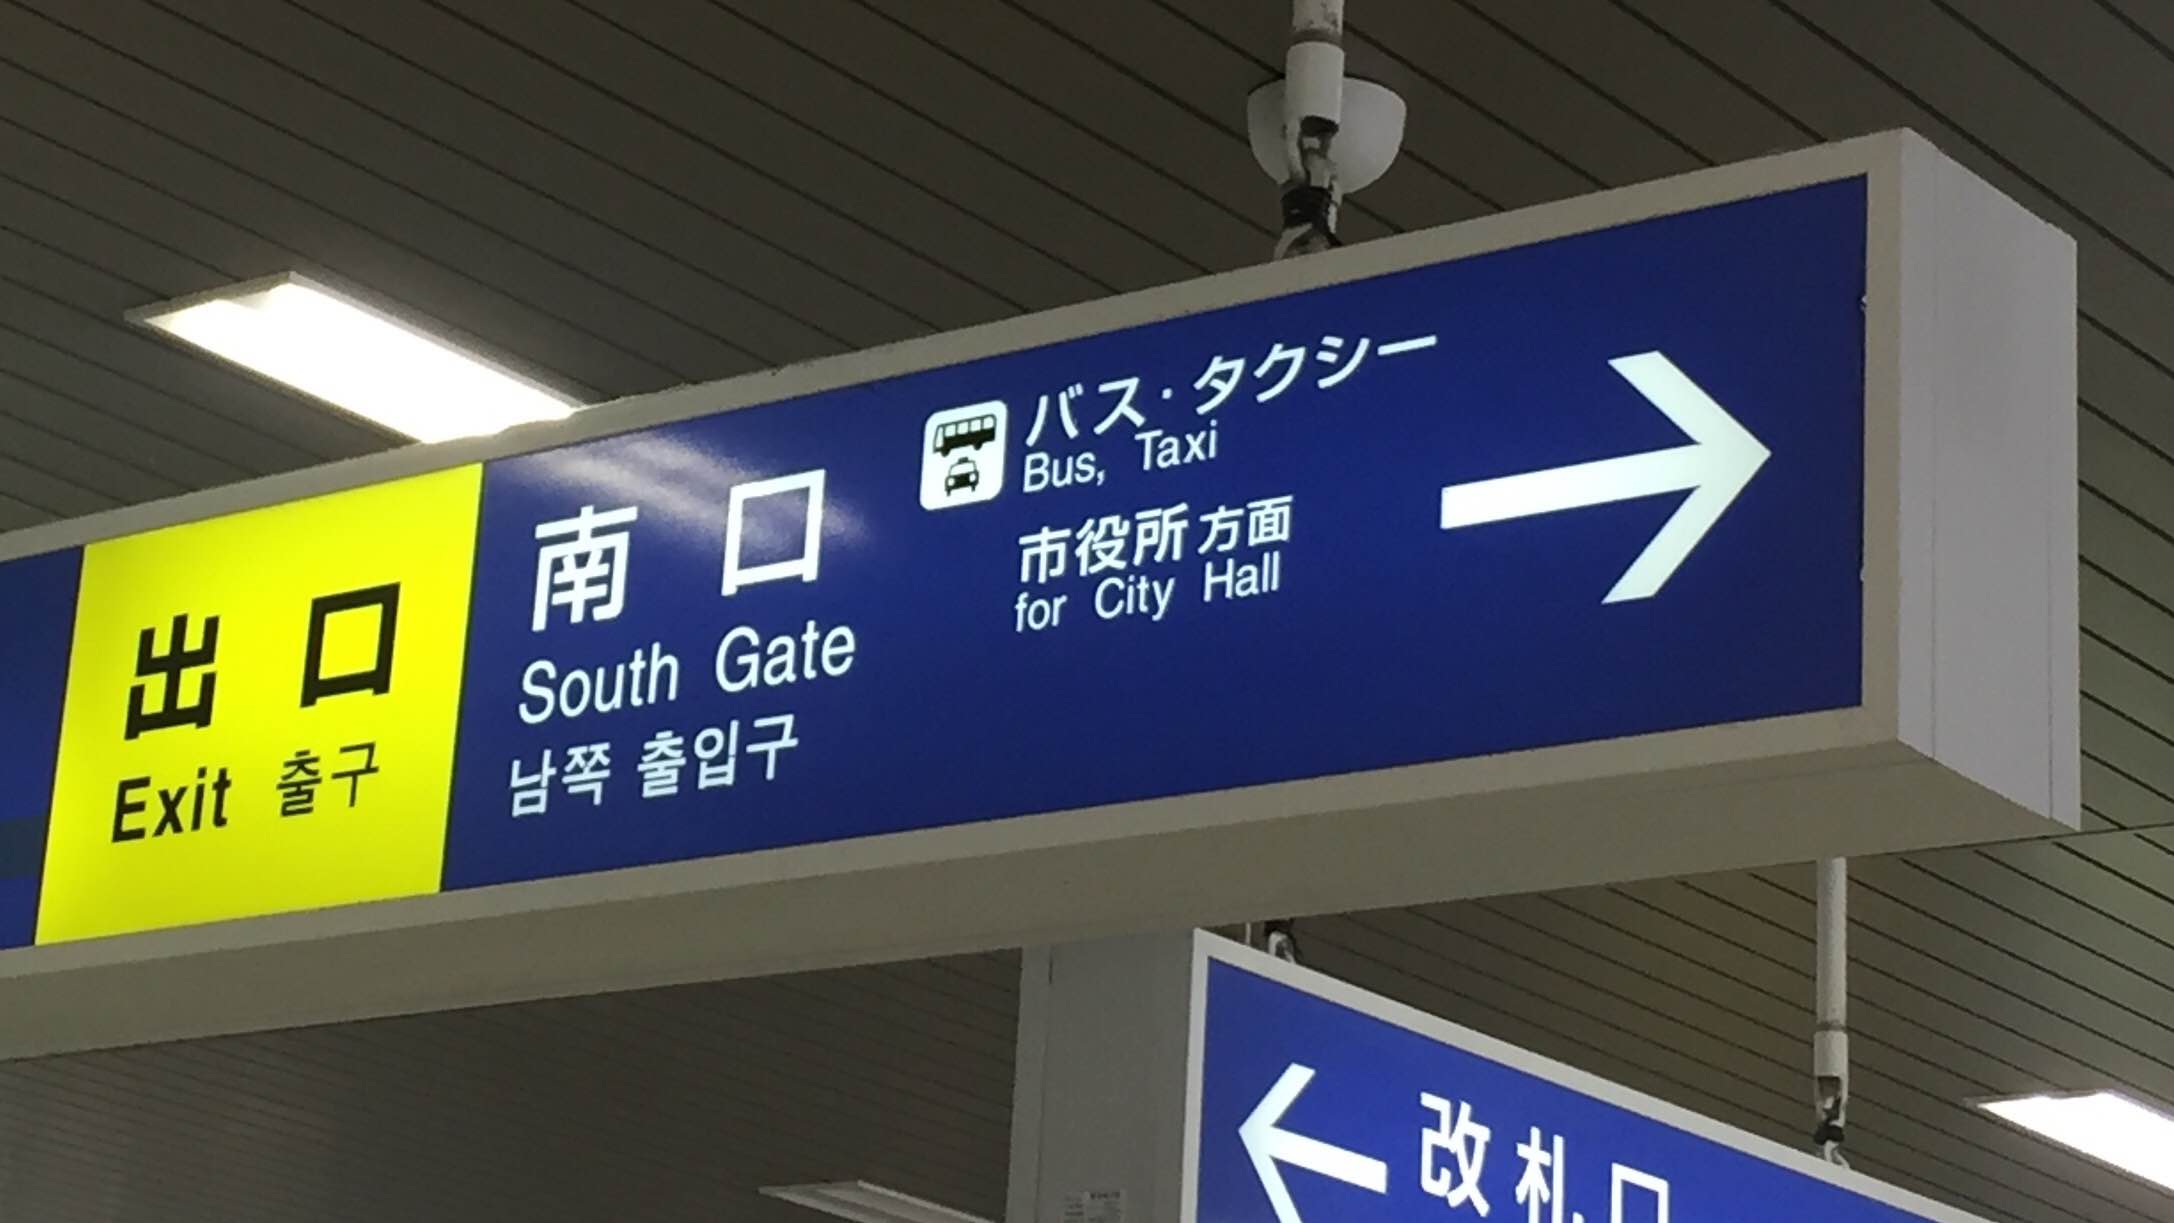 出口
Exit 출구
南口
South Gate
남쪽 출입구
バス・タクシー
Bus, Taxi
市役所方面
for City Hall
改札口